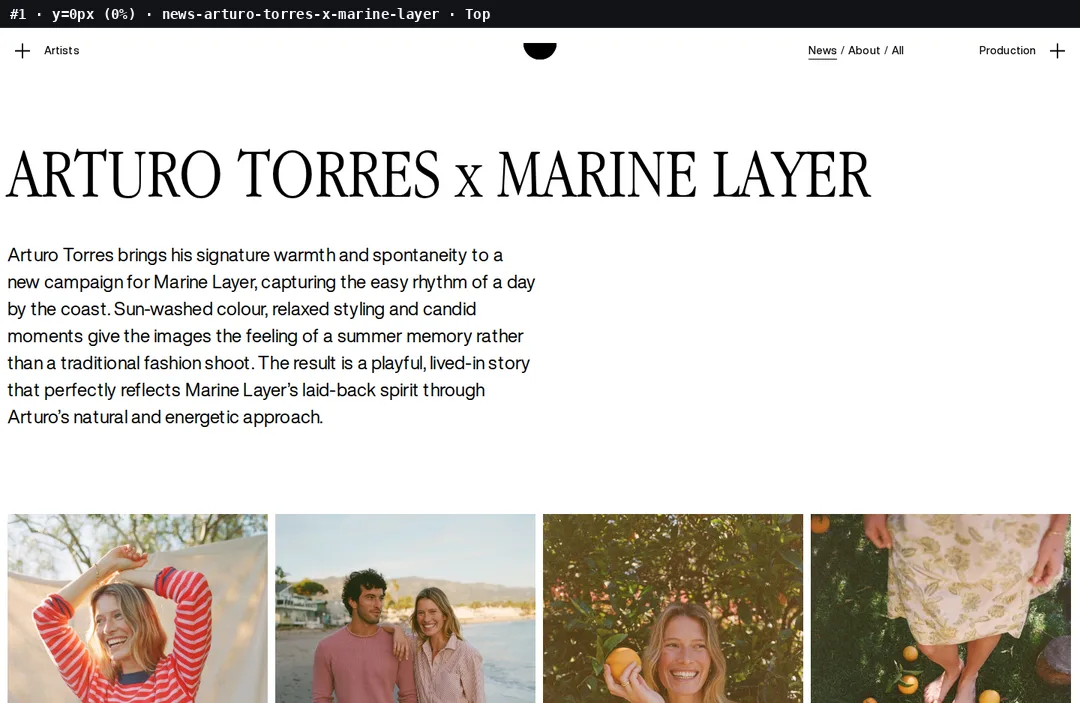 #1 · y=0px (0%) · news-arturo-torres-x-marine-layer · Top
Artists
News / About / All
Production
ARTURO TORRES x MARINE LAYER
Arturo Torres brings his signature warmth and spontaneity to a
new campaign for Marine Layer, capturing the easy rhythm of a day
by the coast. Sun-washed colour, relaxed styling and candid
moments give the images the feeling of a summer memory rather
than a traditional fashion shoot. The result is a playful, lived-in story
that perfectly reflects Marine Layer’s laid-back spirit through
Arturo’s natural and energetic approach.